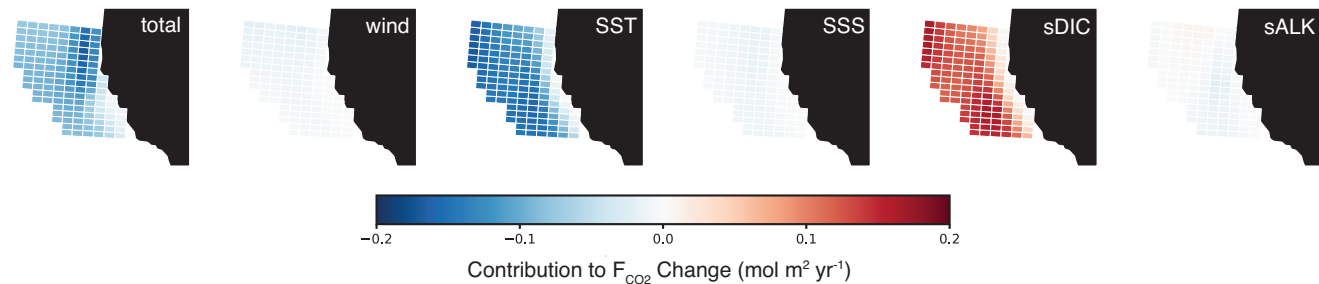 total wind SST SSS sDIC sALK
−0.2 −0.1 0.0 0.1 0.2
Contribution to F_CO2 Change (mol m² yr⁻¹)